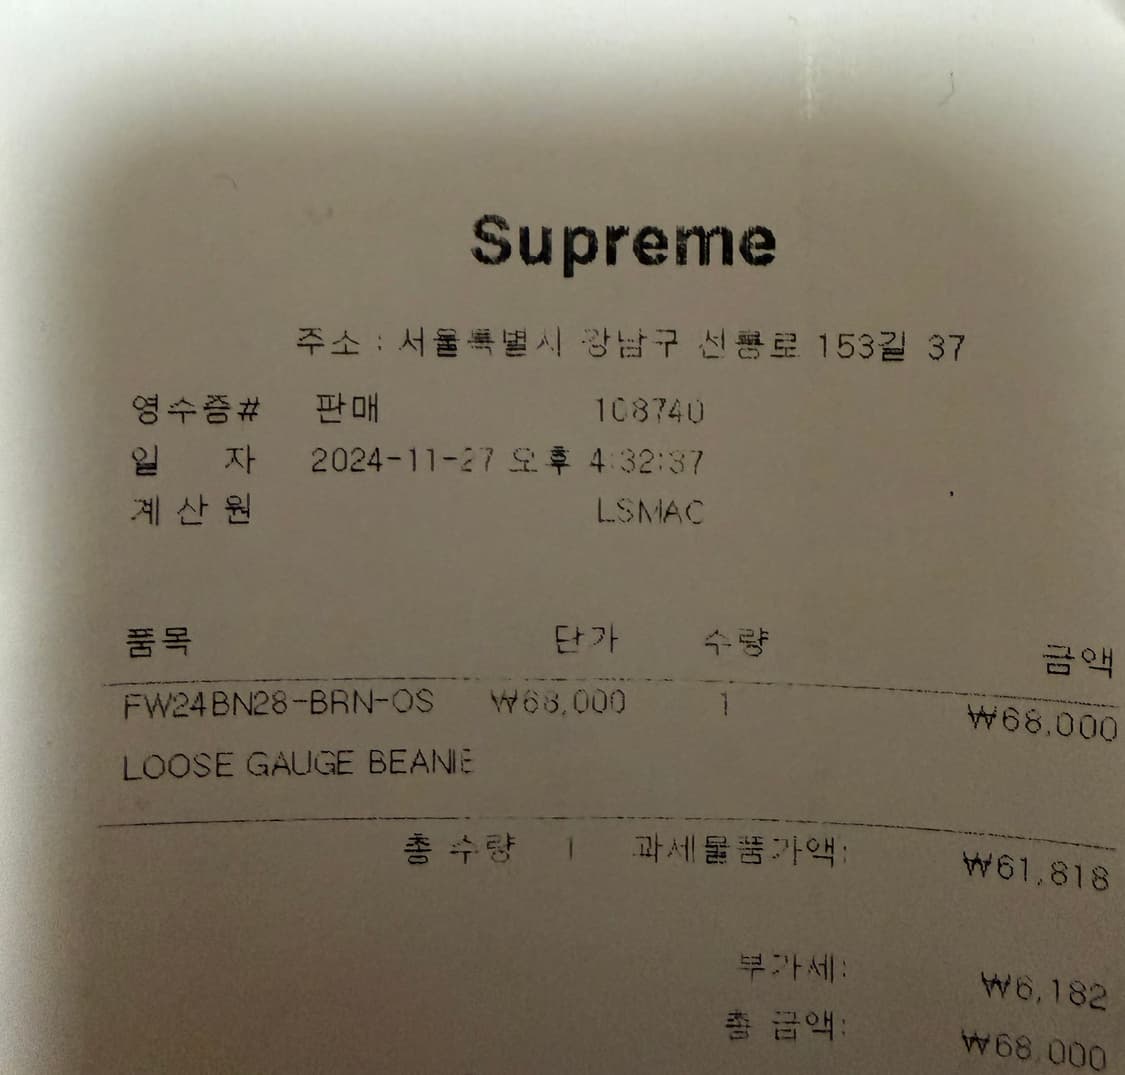 Supreme
주소 : 서울특별시 강남구 선릉로 153길 37
영수증# 판매 108740
일 자 2024-11-27 오후 4:32:37
계산원 LSMAC
품목 단가 수량 금액
FW24BN28-BRN-OS ₩68,000 1 ₩68,000
LOOSE GAUGE BEANIE
총 수량 1 과세물품가액: ₩61,818
부가세: ₩6,182
총 금액: ₩68,000